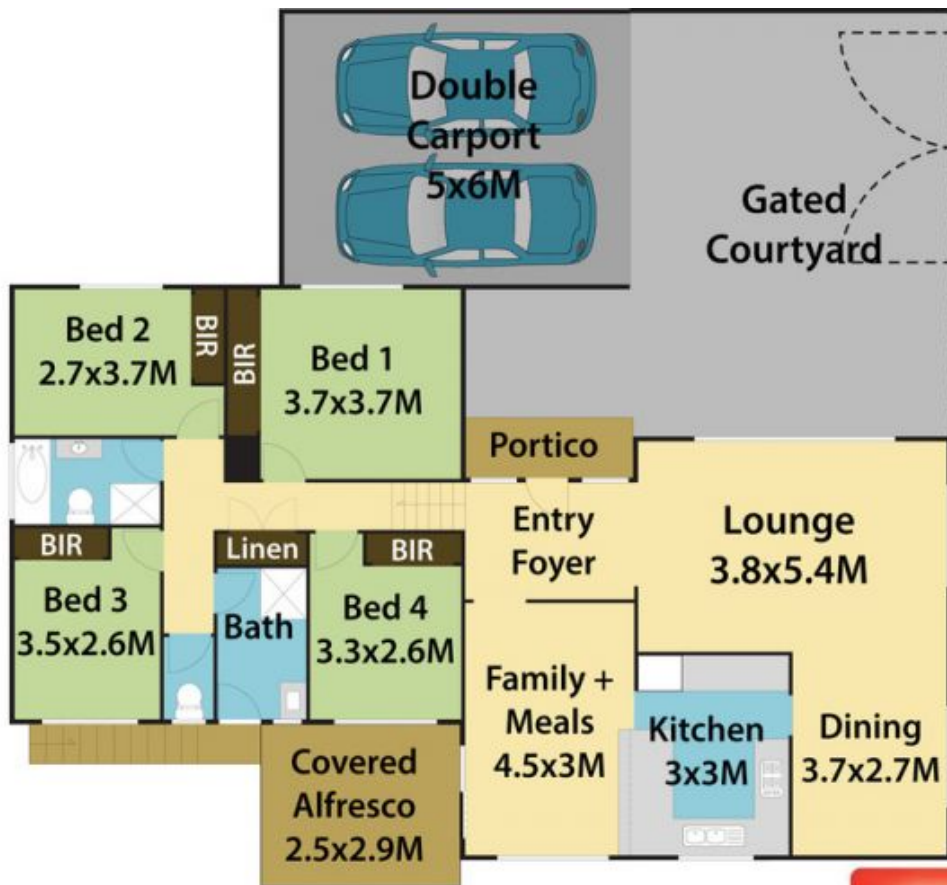 Double
Carport
5x6M
Gated
Courtyard
Bed 2
2.7x3.7M
BIR
BIR
Bed 1
3.7x3.7M
Portico
Entry
Foyer
Lounge
3.8x5.4M
BIR
Linen
BIR
Bed 3
3.5x2.6M
Bath
Bed 4
3.3x2.6M
Family +
Meals
4.5x3M
Kitchen
3x3M
Dining
3.7x2.7M
Covered
Alfresco
2.5x2.9M